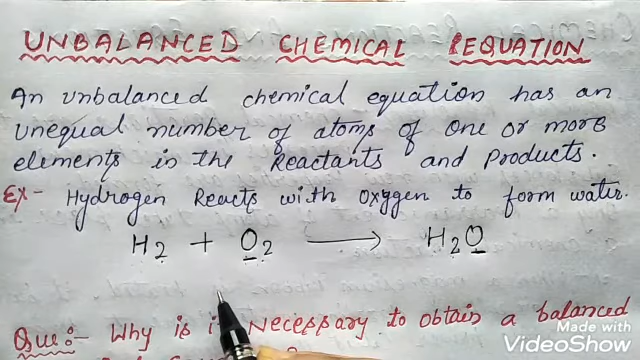 UNBALANCED CHEMICAL EQUATION
An unbalanced chemical equation has an
unequal number of atoms of one or more
elements in the Reactants and Products.
Ex- Hydrogen Reacts with oxygen to form water.
H2 + O2 → H2O
Que:- Why is it Necessary to obtain a balanced
Made with
VideoShow